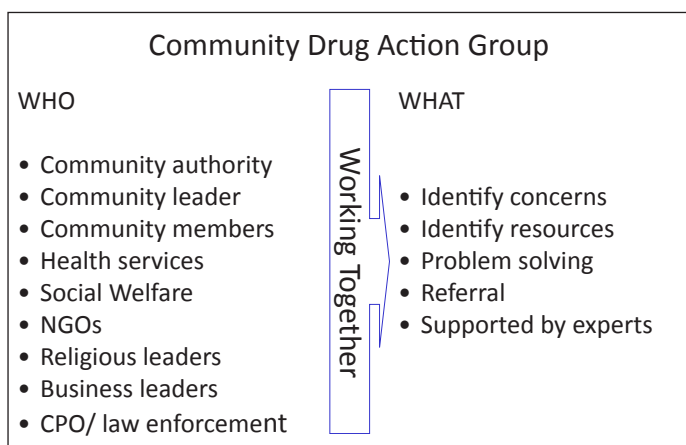 Community Drug Action Group
WHO
• Community authority
• Community leader
• Community members
• Health services
• Social Welfare
• NGOs
• Religious leaders
• Business leaders
• CPO/ law enforcement
Working Together
WHAT
• Identify concerns
• Identify resources
• Problem solving
• Referral
• Supported by experts